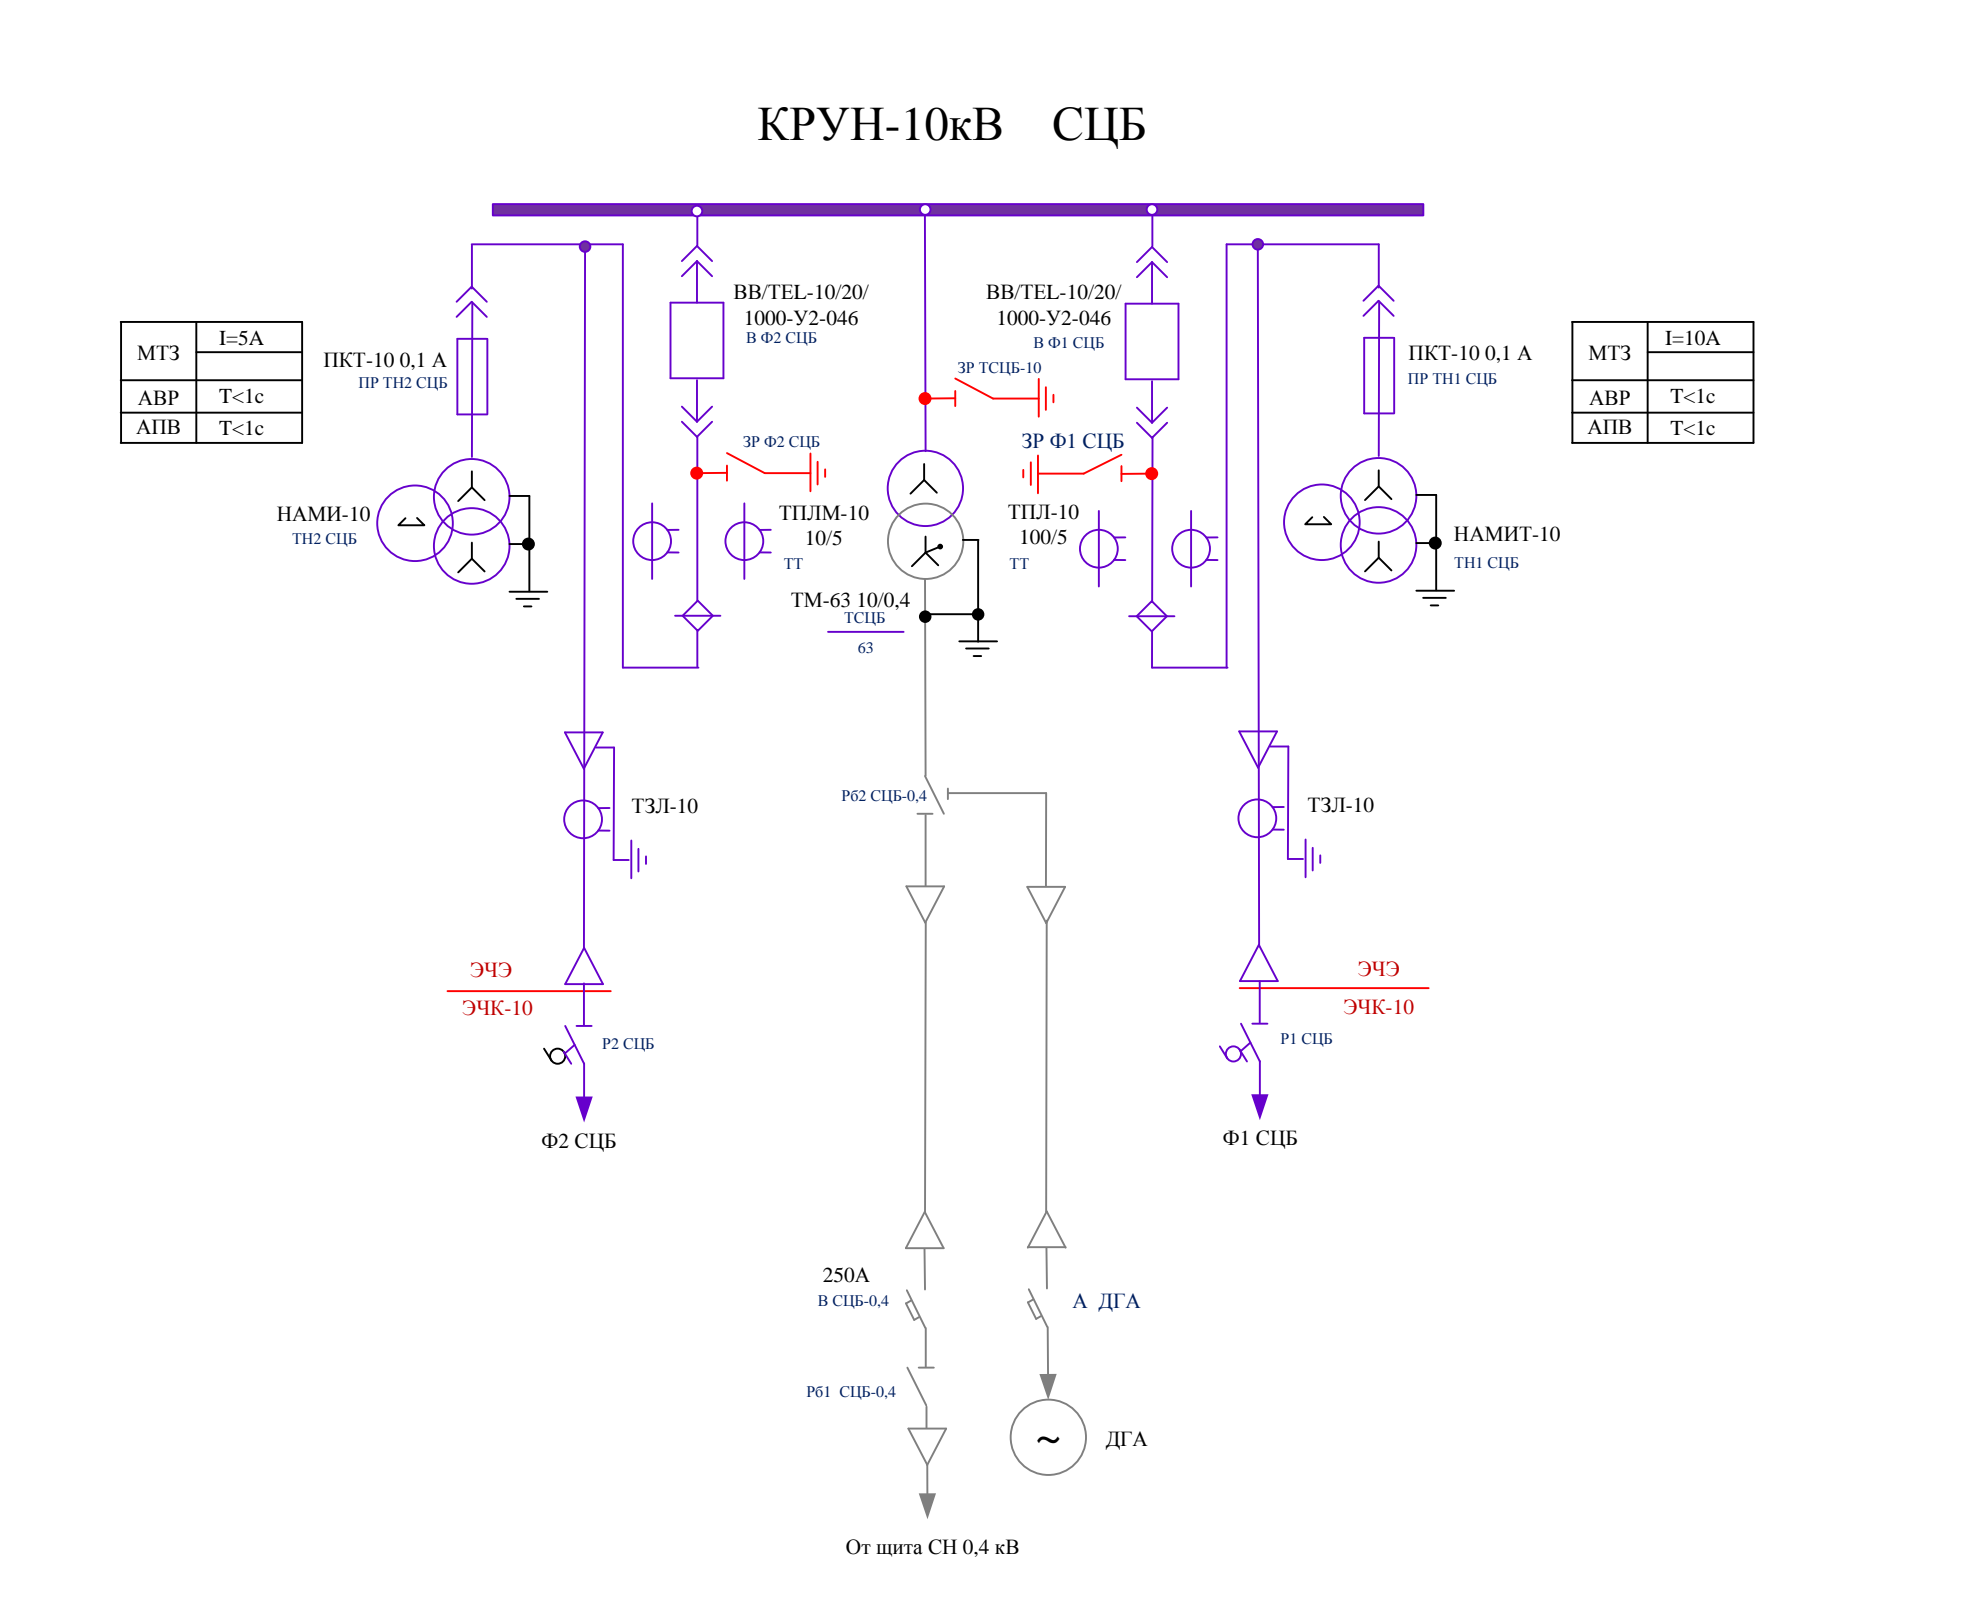 КРУН-10кВ СЦБ
ВВ/TEL-10/20/
1000-У2-046
В Ф2 СЦБ
ВВ/TEL-10/20/
1000-У2-046
В Ф1 СЦБ
МТЗ I=5А
АВР Т<1с
АПВ Т<1с
ПКТ-10 0,1 А
ПР ТН2 СЦБ
ЗР ТСЦБ-10
ПКТ-10 0,1 А
ПР ТН1 СЦБ
МТЗ I=10А
АВР Т<1с
АПВ Т<1с
ЗР Ф2 СЦБ
ЗР Ф1 СЦБ
НАМИ-10
ТН2 СЦБ
ТПЛМ-10
10/5
ТТ
ТПЛ-10
100/5
ТТ
НАМИТ-10
ТН1 СЦБ
ТМ-63 10/0,4
ТСЦБ
63
Рб2 СЦБ-0,4
ТЗЛ-10
ТЗЛ-10
ЭЧЭ
ЭЧК-10
ЭЧЭ
ЭЧК-10
Р2 СЦБ
Р1 СЦБ
Ф2 СЦБ
Ф1 СЦБ
250А
В СЦБ-0,4
А ДГА
Рб1 СЦБ-0,4
~
ДГА
От щита СН 0,4 кВ